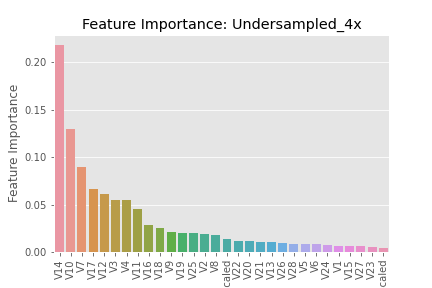 Feature Importance: Undersampled_4x
Feature Importance
0.20
0.15
0.10
0.05
0.00
V14
V10
V7
V17
V12
V3
V4
V11
V16
V18
V9
V19
V25
V2
V8
caled
V22
V20
V21
V13
V26
V28
V5
V6
V24
V1
V15
V27
V23
caled